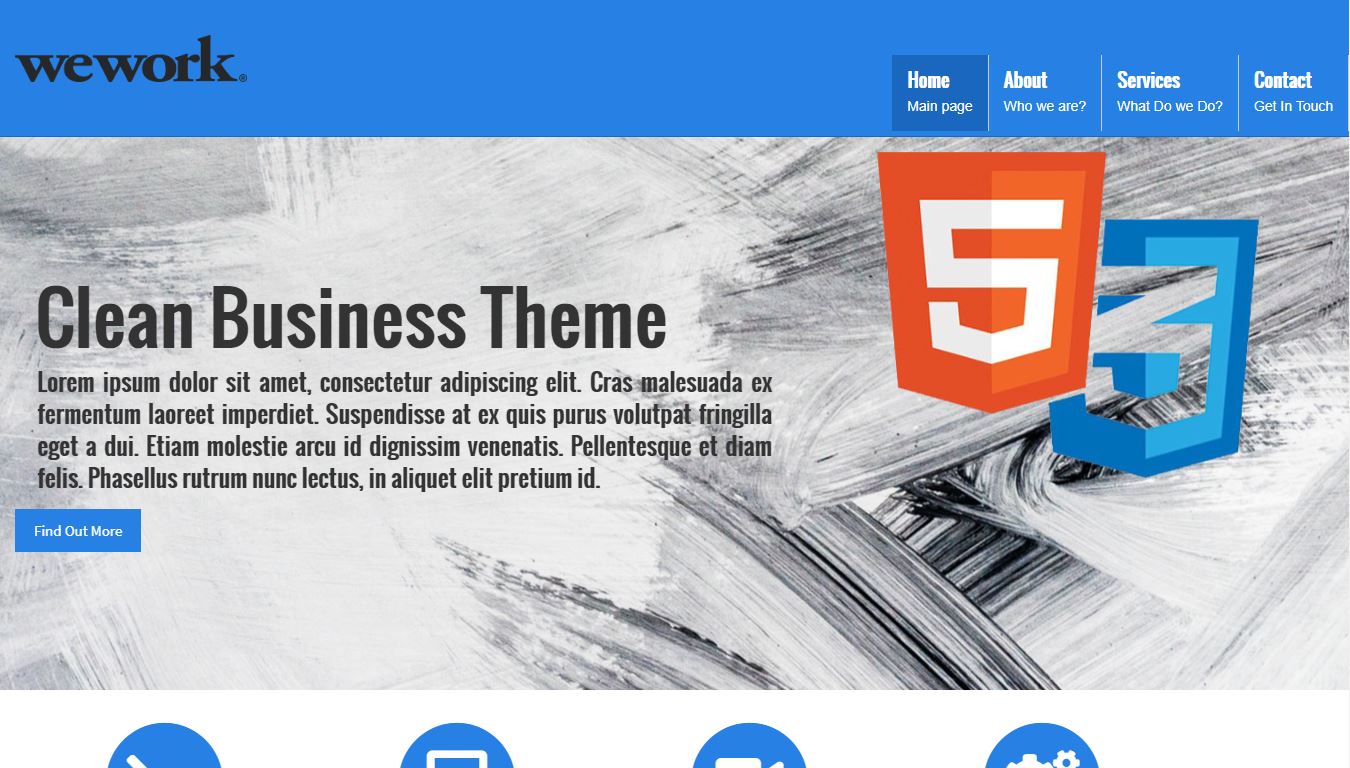 wework®
Home
Main page
About
Who we are?
Services
What Do we Do?
Contact
Get In Touch
5
3
Clean Business Theme
Lorem ipsum dolor sit amet, consectetur adipiscing elit. Cras malesuada ex
fermentum laoreet imperdiet. Suspendisse at ex quis purus volutpat fringilla
eget a dui. Etiam molestie arcu id dignissim venenatis. Pellentesque et diam
felis. Phasellus rutrum nunc lectus, in aliquet elit pretium id.
Find Out More